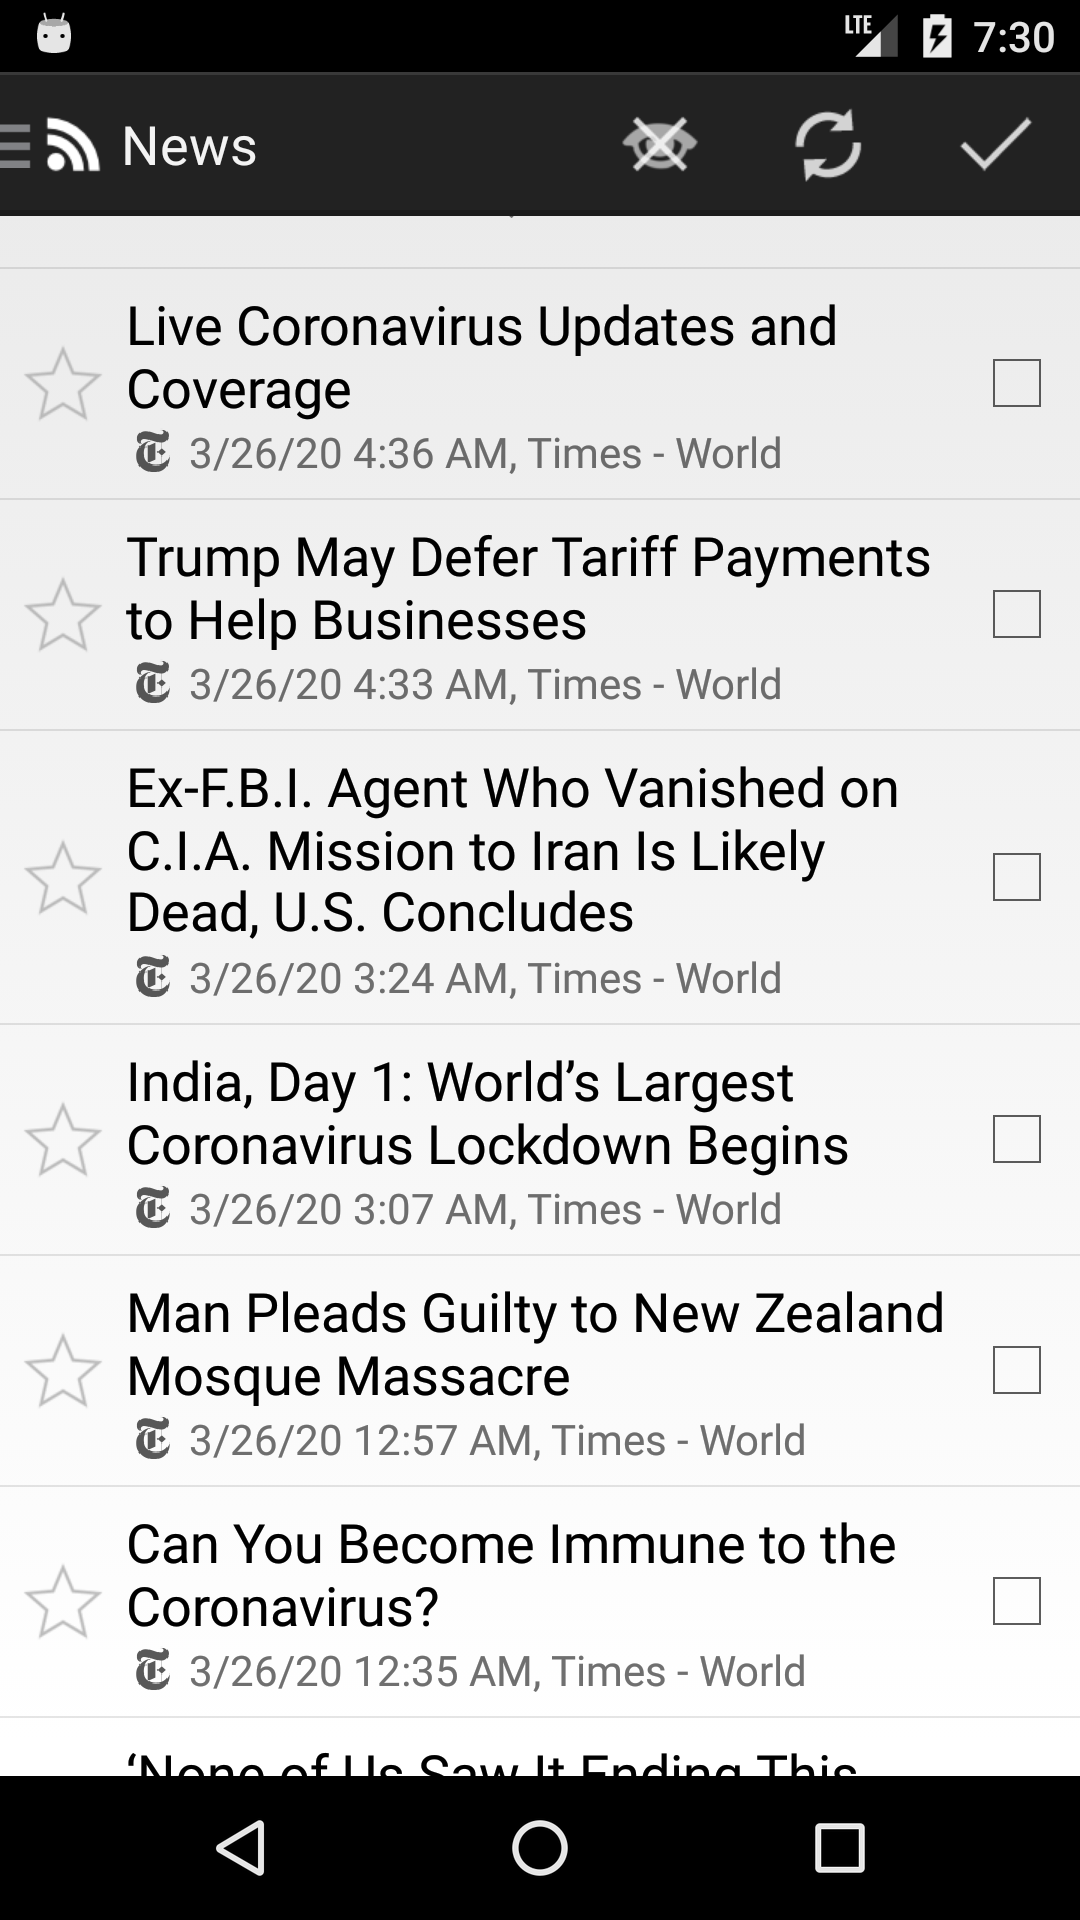 LTE 7:30
News
Live Coronavirus Updates and
Coverage
3/26/20 4:36 AM, Times - World
Trump May Defer Tariff Payments
to Help Businesses
3/26/20 4:33 AM, Times - World
Ex-F.B.I. Agent Who Vanished on
C.I.A. Mission to Iran Is Likely
Dead, U.S. Concludes
3/26/20 3:24 AM, Times - World
India, Day 1: World’s Largest
Coronavirus Lockdown Begins
3/26/20 3:07 AM, Times - World
Man Pleads Guilty to New Zealand
Mosque Massacre
3/26/20 12:57 AM, Times - World
Can You Become Immune to the
Coronavirus?
3/26/20 12:35 AM, Times - World
‘None of Us Saw It Ending This